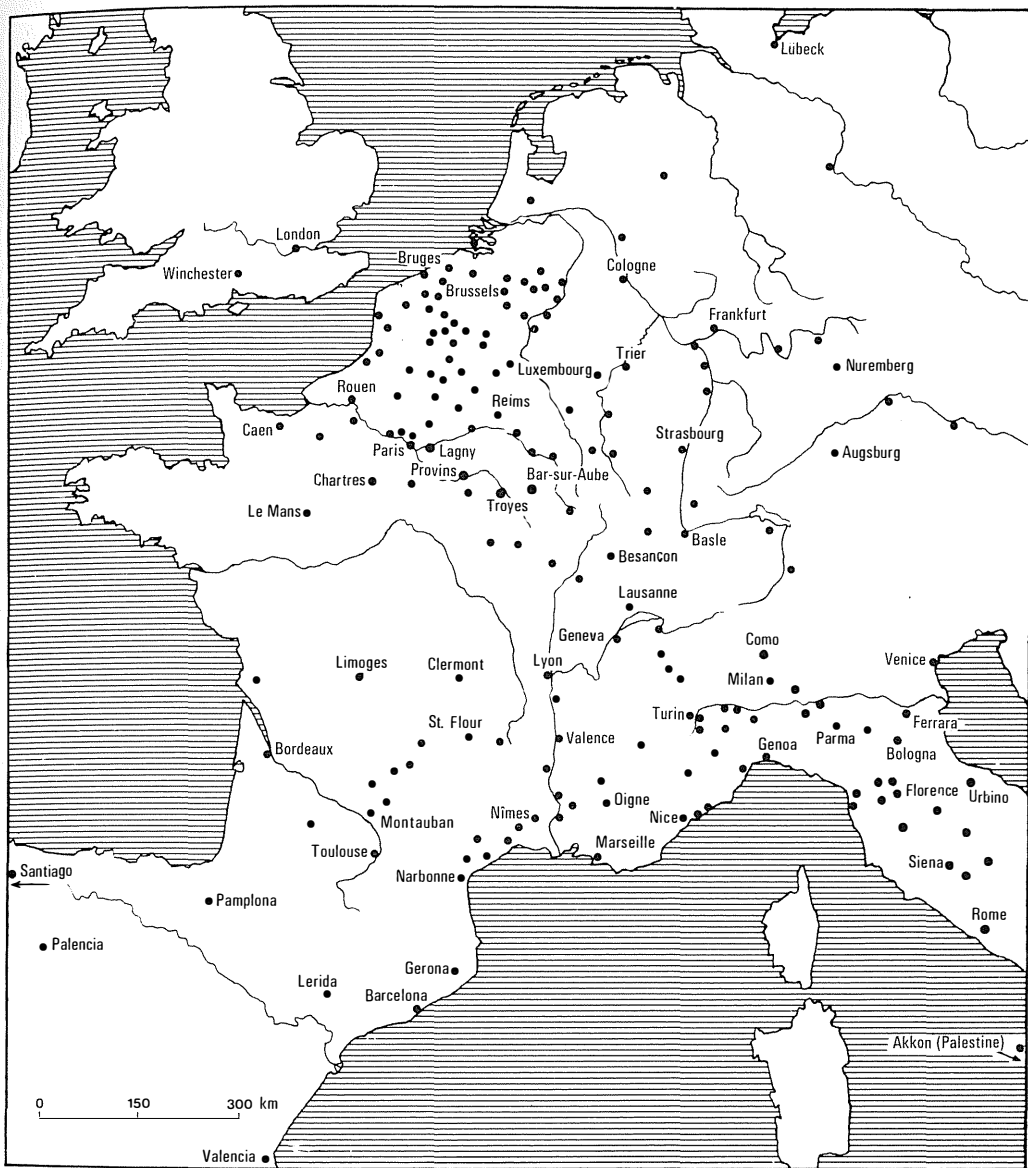 Lübeck
London
Winchester
Bruges
Cologne
Brussels
Frankfurt
Trier
Luxembourg
Nuremberg
Rouen
Reims
Caen
Strasbourg
Paris
Lagny
Augsburg
Provins
Bar-sur-Aube
Chartres
Troyes
Le Mans
Basle
Besançon
Lausanne
Geneva
Como
Limoges
Clermont
Lyon
Venice
Milan
St. Flour
Turin
Ferrara
Valence
Parma
Bordeaux
Genoa
Bologna
Oigne
Florence
Urbino
Montauban
Nîmes
Nice
Toulouse
Marseille
Siena
Santiago
Narbonne
Pamplona
Rome
Palencia
Gerona
Lerida
Barcelona
Akkon (Palestine)
0 150 300 km
Valencia